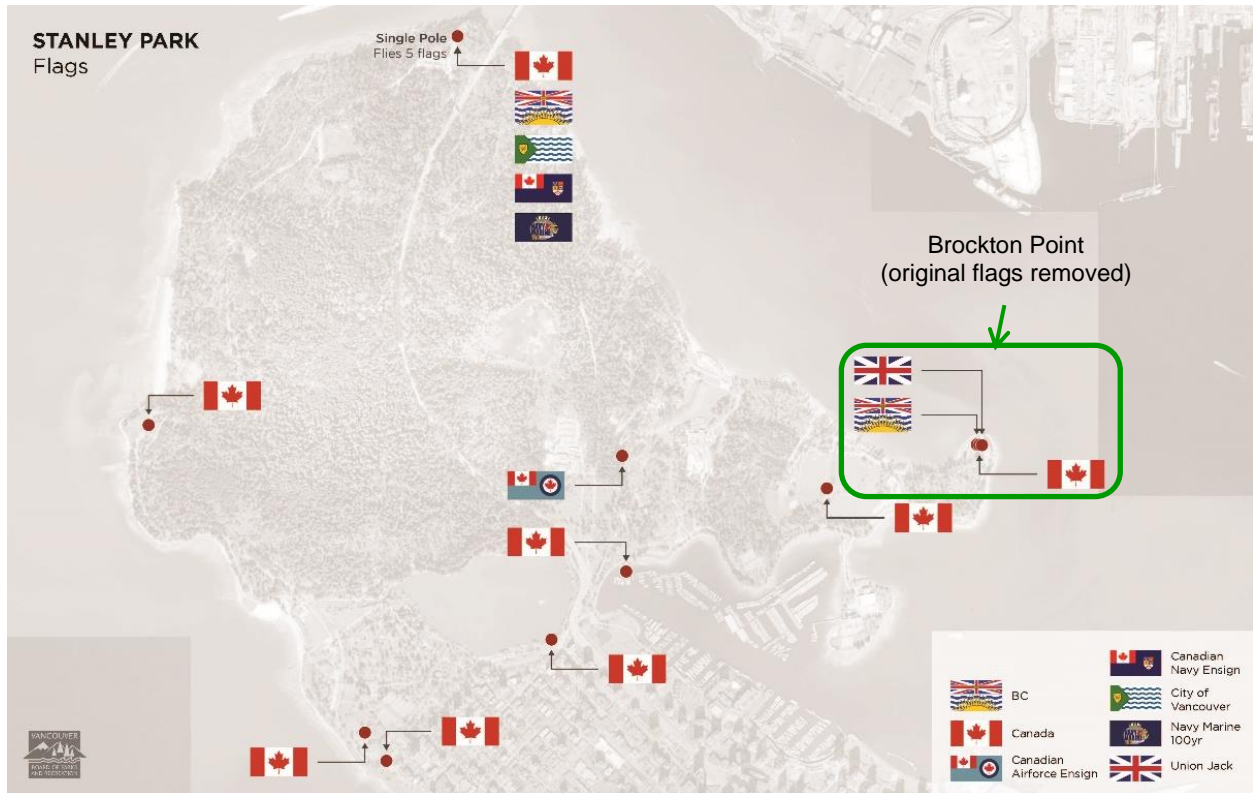 STANLEY PARK
Flags
Single Pole
Flies 5 flags
Brockton Point
(original flags removed)
BC
Canada
Canadian
Airforce Ensign
Canadian
Navy Ensign
City of
Vancouver
Navy Marine
100yr
Union Jack
VANCOUVER
BOARD OF PARKS
AND RECREATION